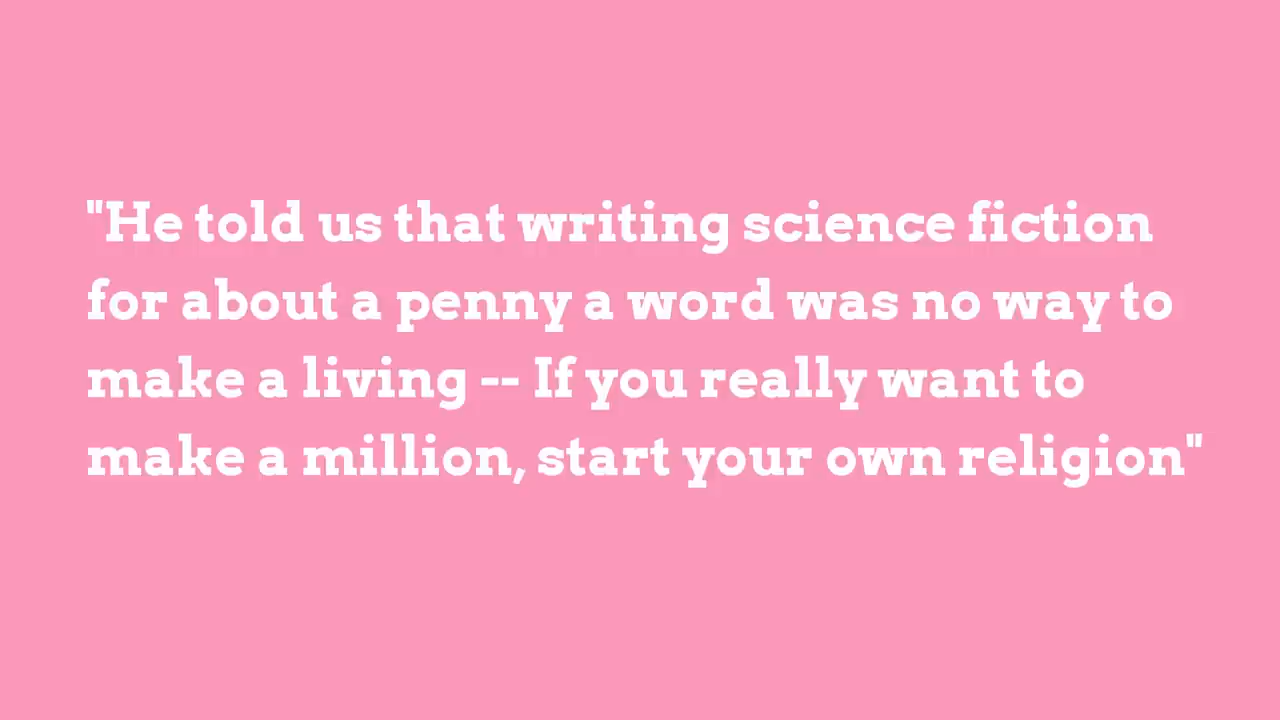 "He told us that writing science fiction
for about a penny a word was no way to
make a living -- If you really want to
make a million, start your own religion"